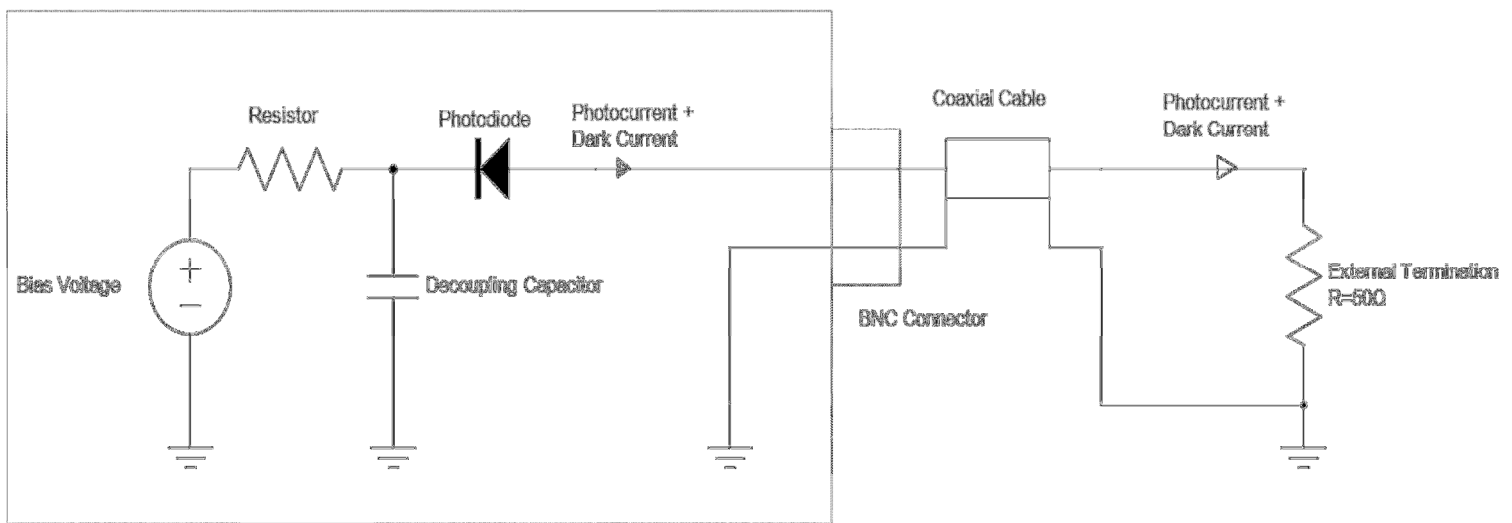 Resistor
Photodiode
Photocurrent +
Dark Current
Coaxial Cable
Photocurrent +
Dark Current
+
Bias Voltage
−
Decoupling Capacitor
BNC Connector
External Termination
R=50Ω